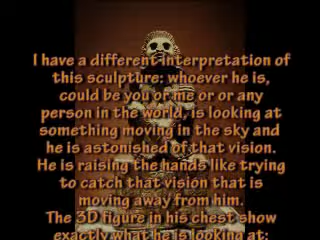 I have a different interpretation of
this sculpture: whoever he is,
could be you or me or or any
person in the world, is looking at
something moving in the sky and
he is astonished of that vision.
He is raising the hands like trying
to catch that vision that is
moving away from him.
The 3D figure in his chest show
exactly what he is looking at: